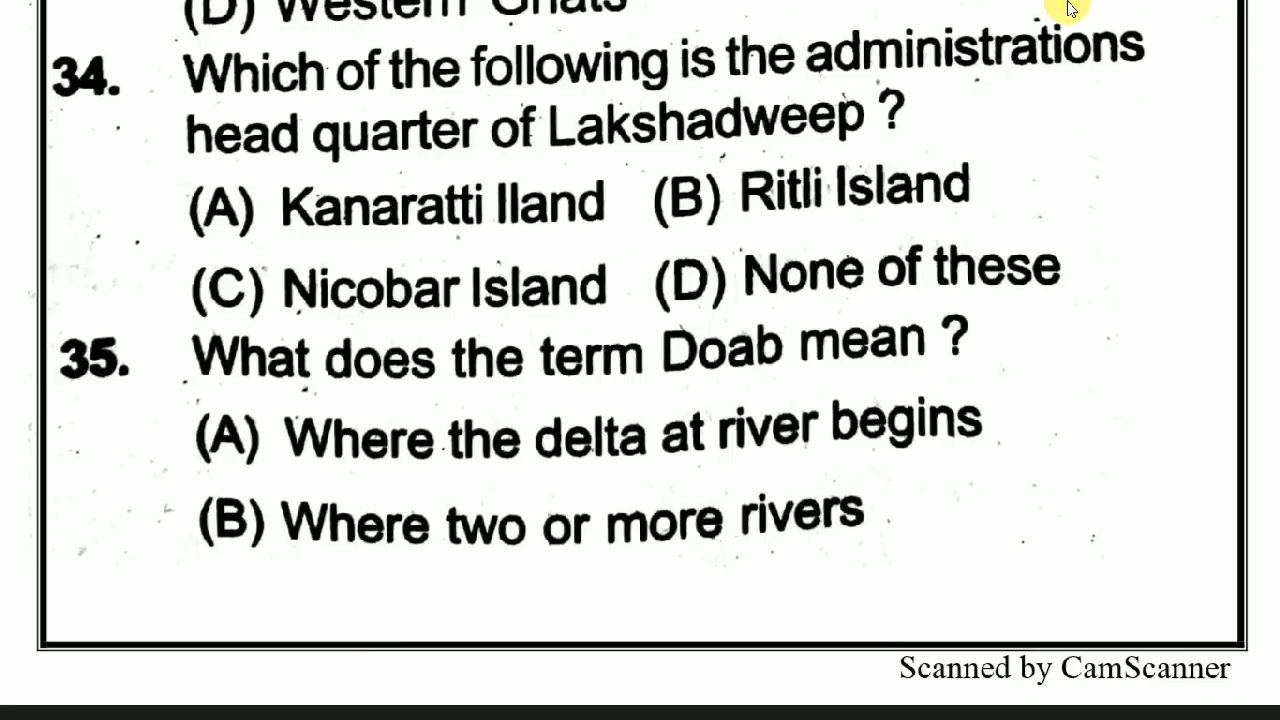 (D) Western Ghats
34. Which of the following is the administrations
head quarter of Lakshadweep ?
(A) Kanaratti Iland (B) Ritli Island
(C) Nicobar Island (D) None of these
35. What does the term Doab mean ?
(A) Where the delta at river begins
(B) Where two or more rivers
Scanned by CamScanner